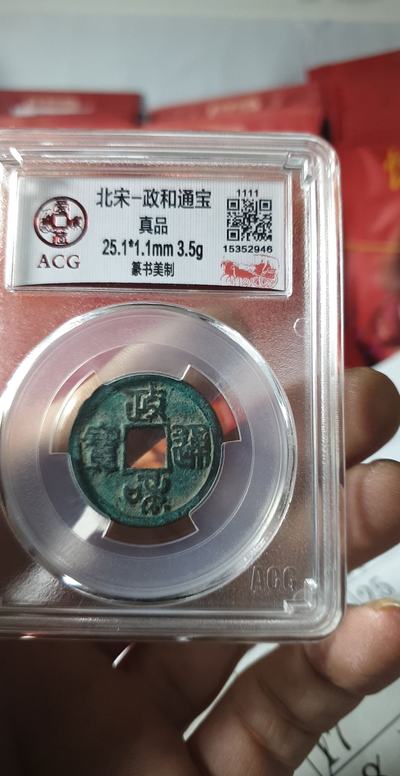 北宋-政和通宝
真品
25.1*1.1mm 3.5g
篆书美制
ACG
1111
15352946
政
寳 通
和
ACG